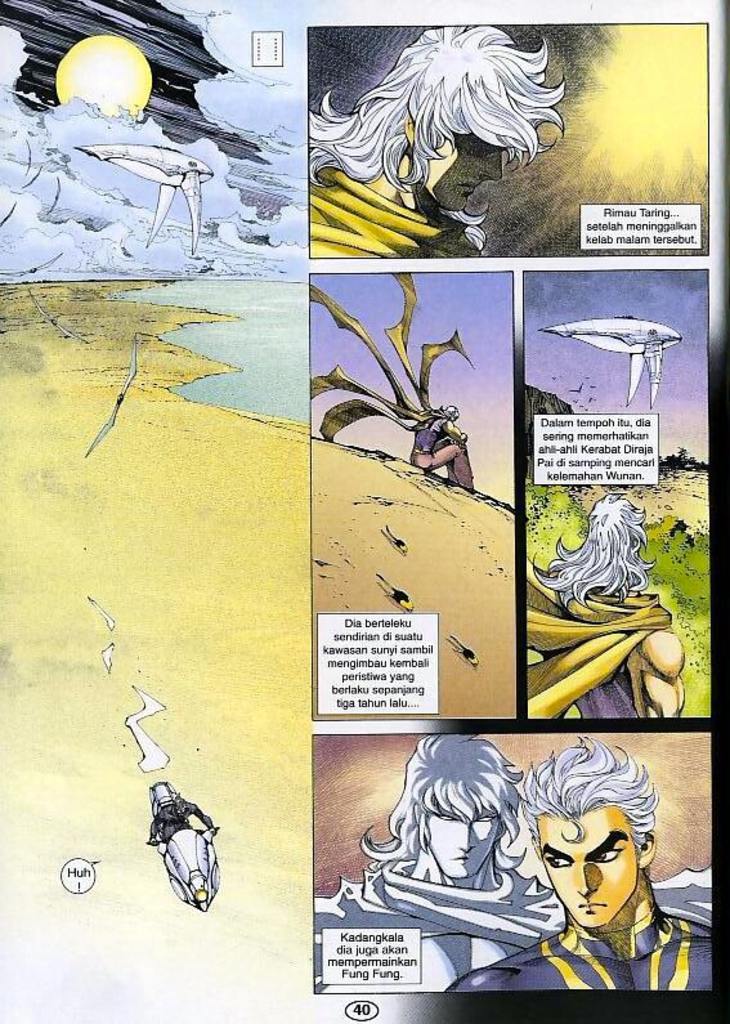 Rimau Taring...
setelah meninggalkan
kelab malam tersebut.
Dia berteleku
sendirian di suatu
kawasan sunyi sambil
mengimbau kembali
peristiwa yang
berlaku sepanjang
tiga tahun lalu....
Dalam tempoh itu, dia
sering memerhatikan
ahli-ahli Kerabat Diraja
Pai di samping mencari
kelemahan Wunan.
Huh
!
Kadangkala
dia juga akan
mempermainkan
Fung Fung.
40